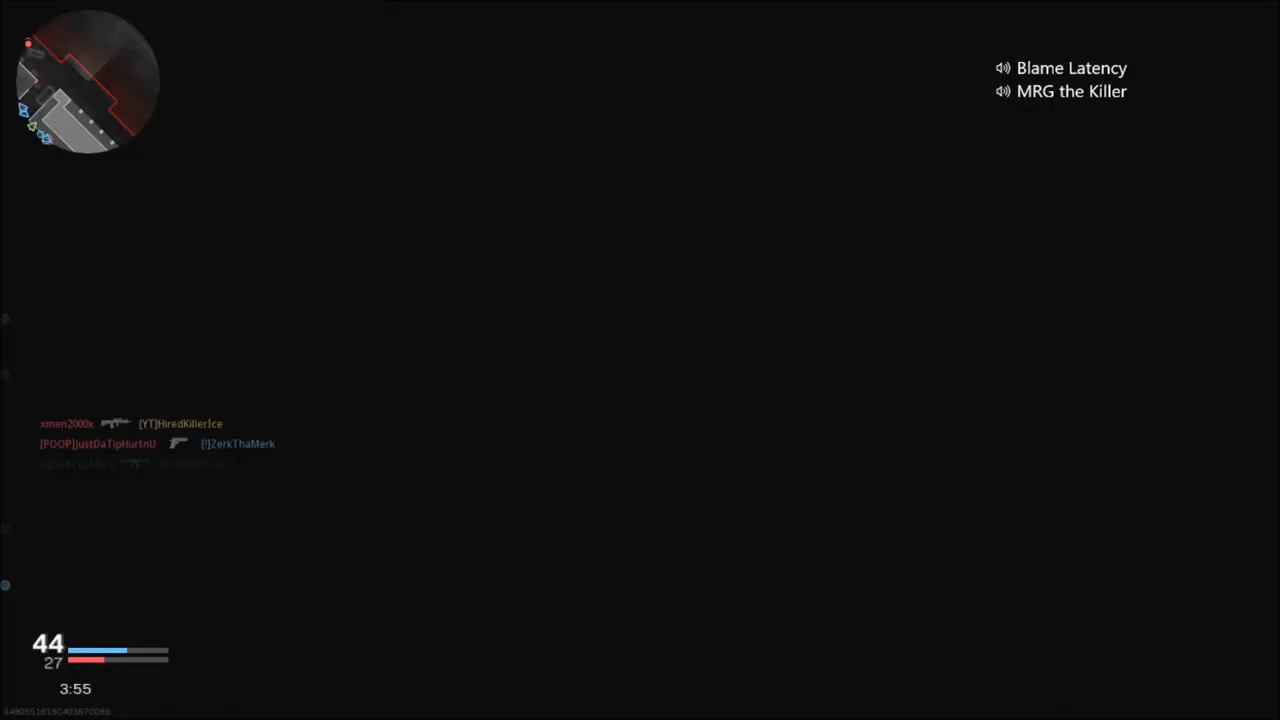 Blame Latency
MRG the Killer
xmen2000x [YT]HiredKillerIce
[POOP]JustDaTipHurtnU [!]ZerkThaMerk
44
27
3:55